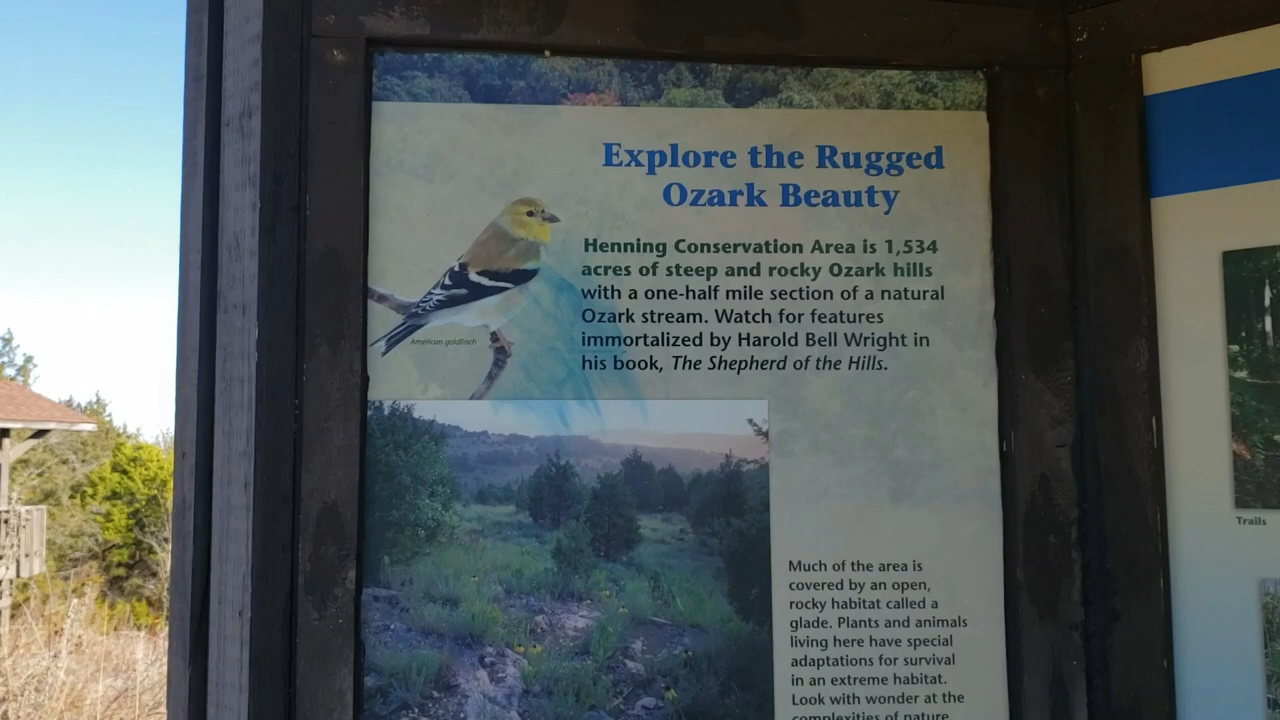 Explore the Rugged
Ozark Beauty
Henning Conservation Area is 1,534
acres of steep and rocky Ozark hills
with a one-half mile section of a natural
Ozark stream. Watch for features
immortalized by Harold Bell Wright in
his book, The Shepherd of the Hills.
American goldfinch
Much of the area is
covered by an open,
rocky habitat called a
glade. Plants and animals
living here have special
adaptations for survival
in an extreme habitat.
Look with wonder at the
complexities of nature
Trails